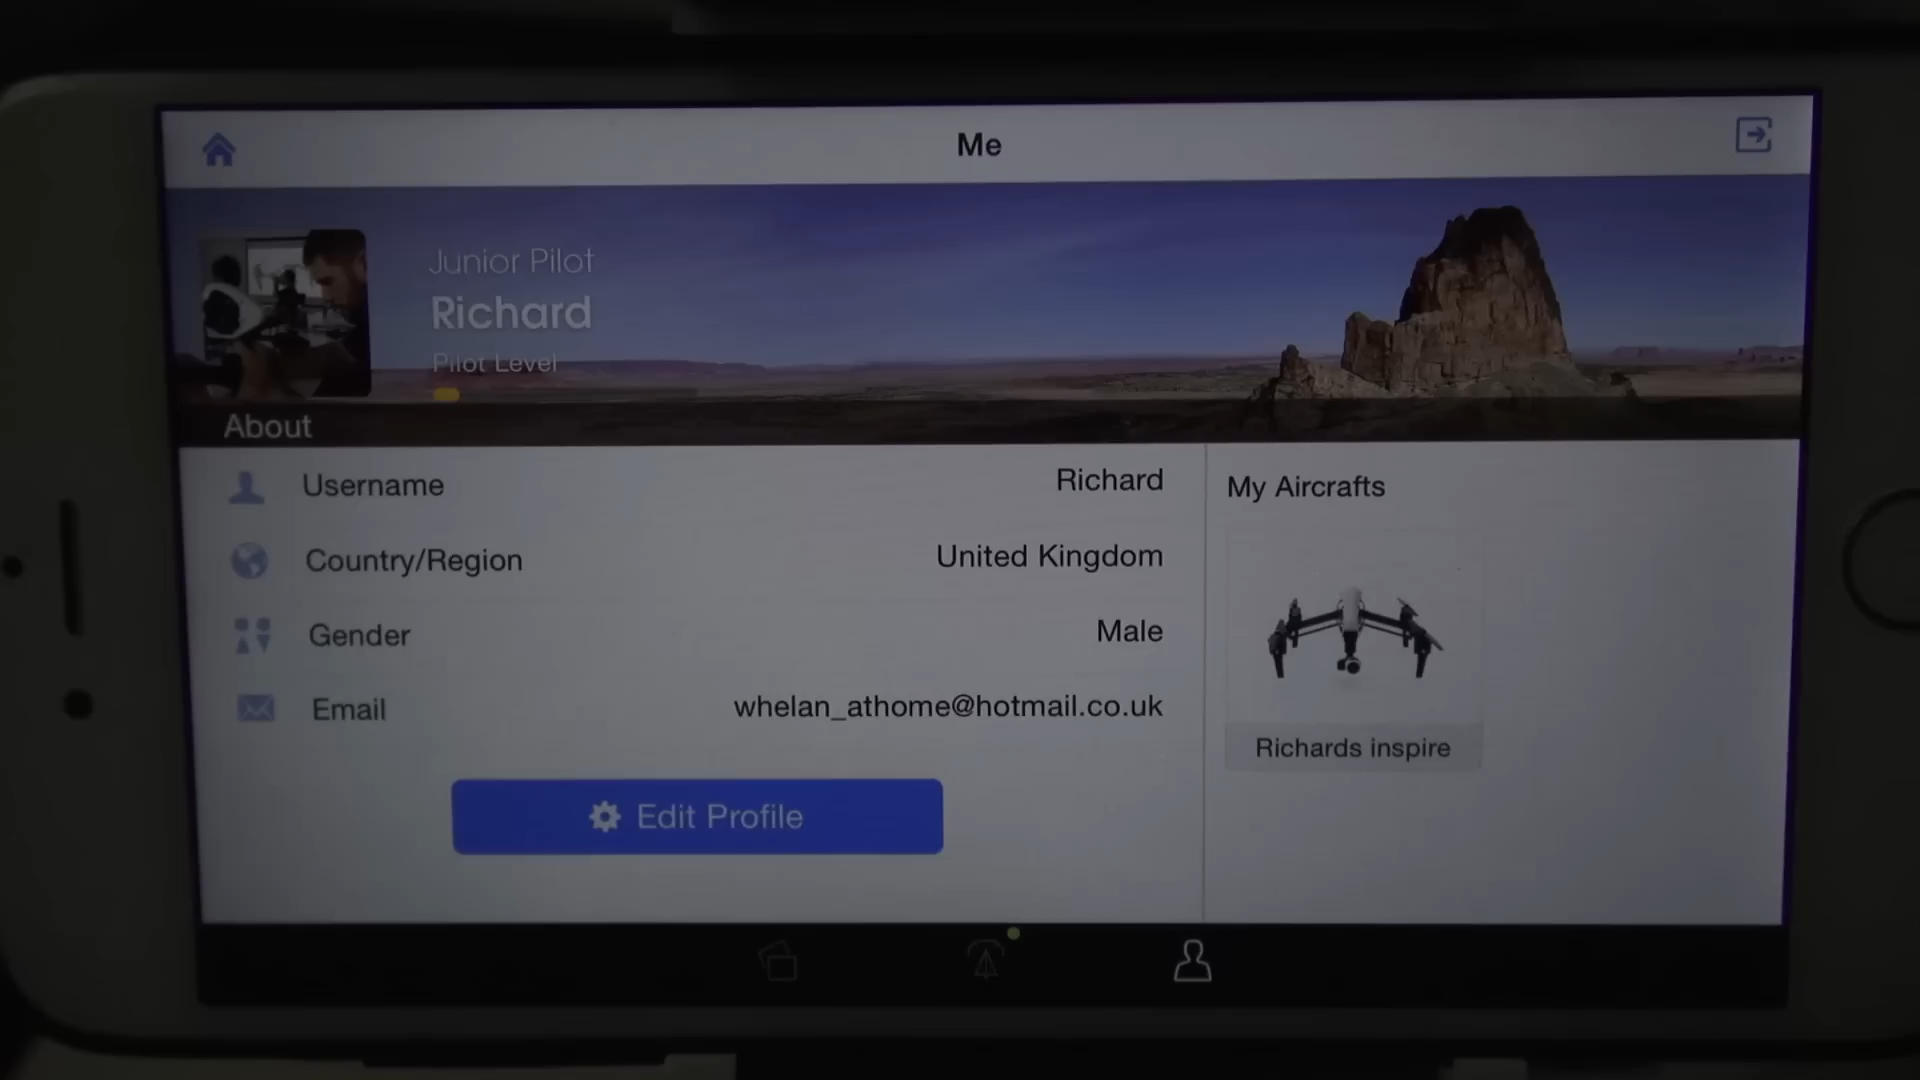 Me
Junior Pilot
Richard
Pilot Level
About
Username
Richard
Country/Region
United Kingdom
Gender
Male
Email
whelan_athome@hotmail.co.uk
Edit Profile
My Aircrafts
Richards inspire